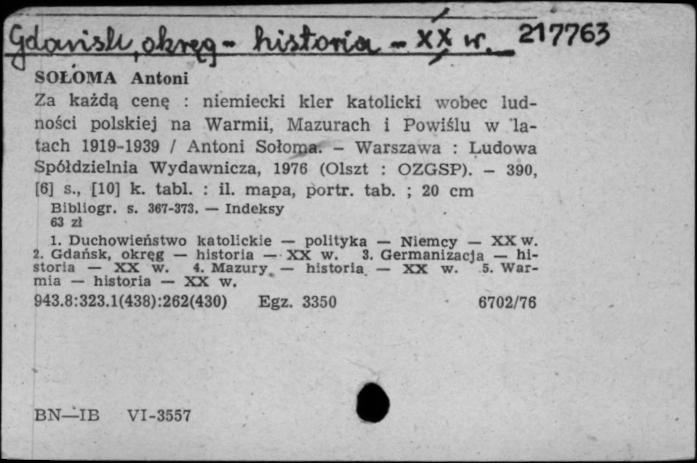 Gdańsk, okręg - historia - XX w. 217763
SOŁOMA Antoni
Za każdą cenę : niemiecki kler katolicki wobec lud-
ności polskiej na Warmii, Mazurach i Powiślu w la-
tach 1919-1939 / Antoni Sołoma. - Warszawa : Ludowa
Spółdzielnia Wydawnicza, 1976 (Olszt : OZGSP). - 390,
[6] s., [10] k. tabl. : il. mapa, portr. tab. ; 20 cm
Bibliogr. s. 367-373. — Indeksy
63 zł
1. Duchowieństwo katolickie — polityka — Niemcy — XX w.
2. Gdańsk, okręg — historia — XX w. 3. Germanizacja — hi-
storia — XX w. 4. Mazury — historia — XX w. 5. War-
mia — historia — XX w.
943.8:323.1(438):262(430) Egz. 3350 6702/76
BN—IB VI-3557